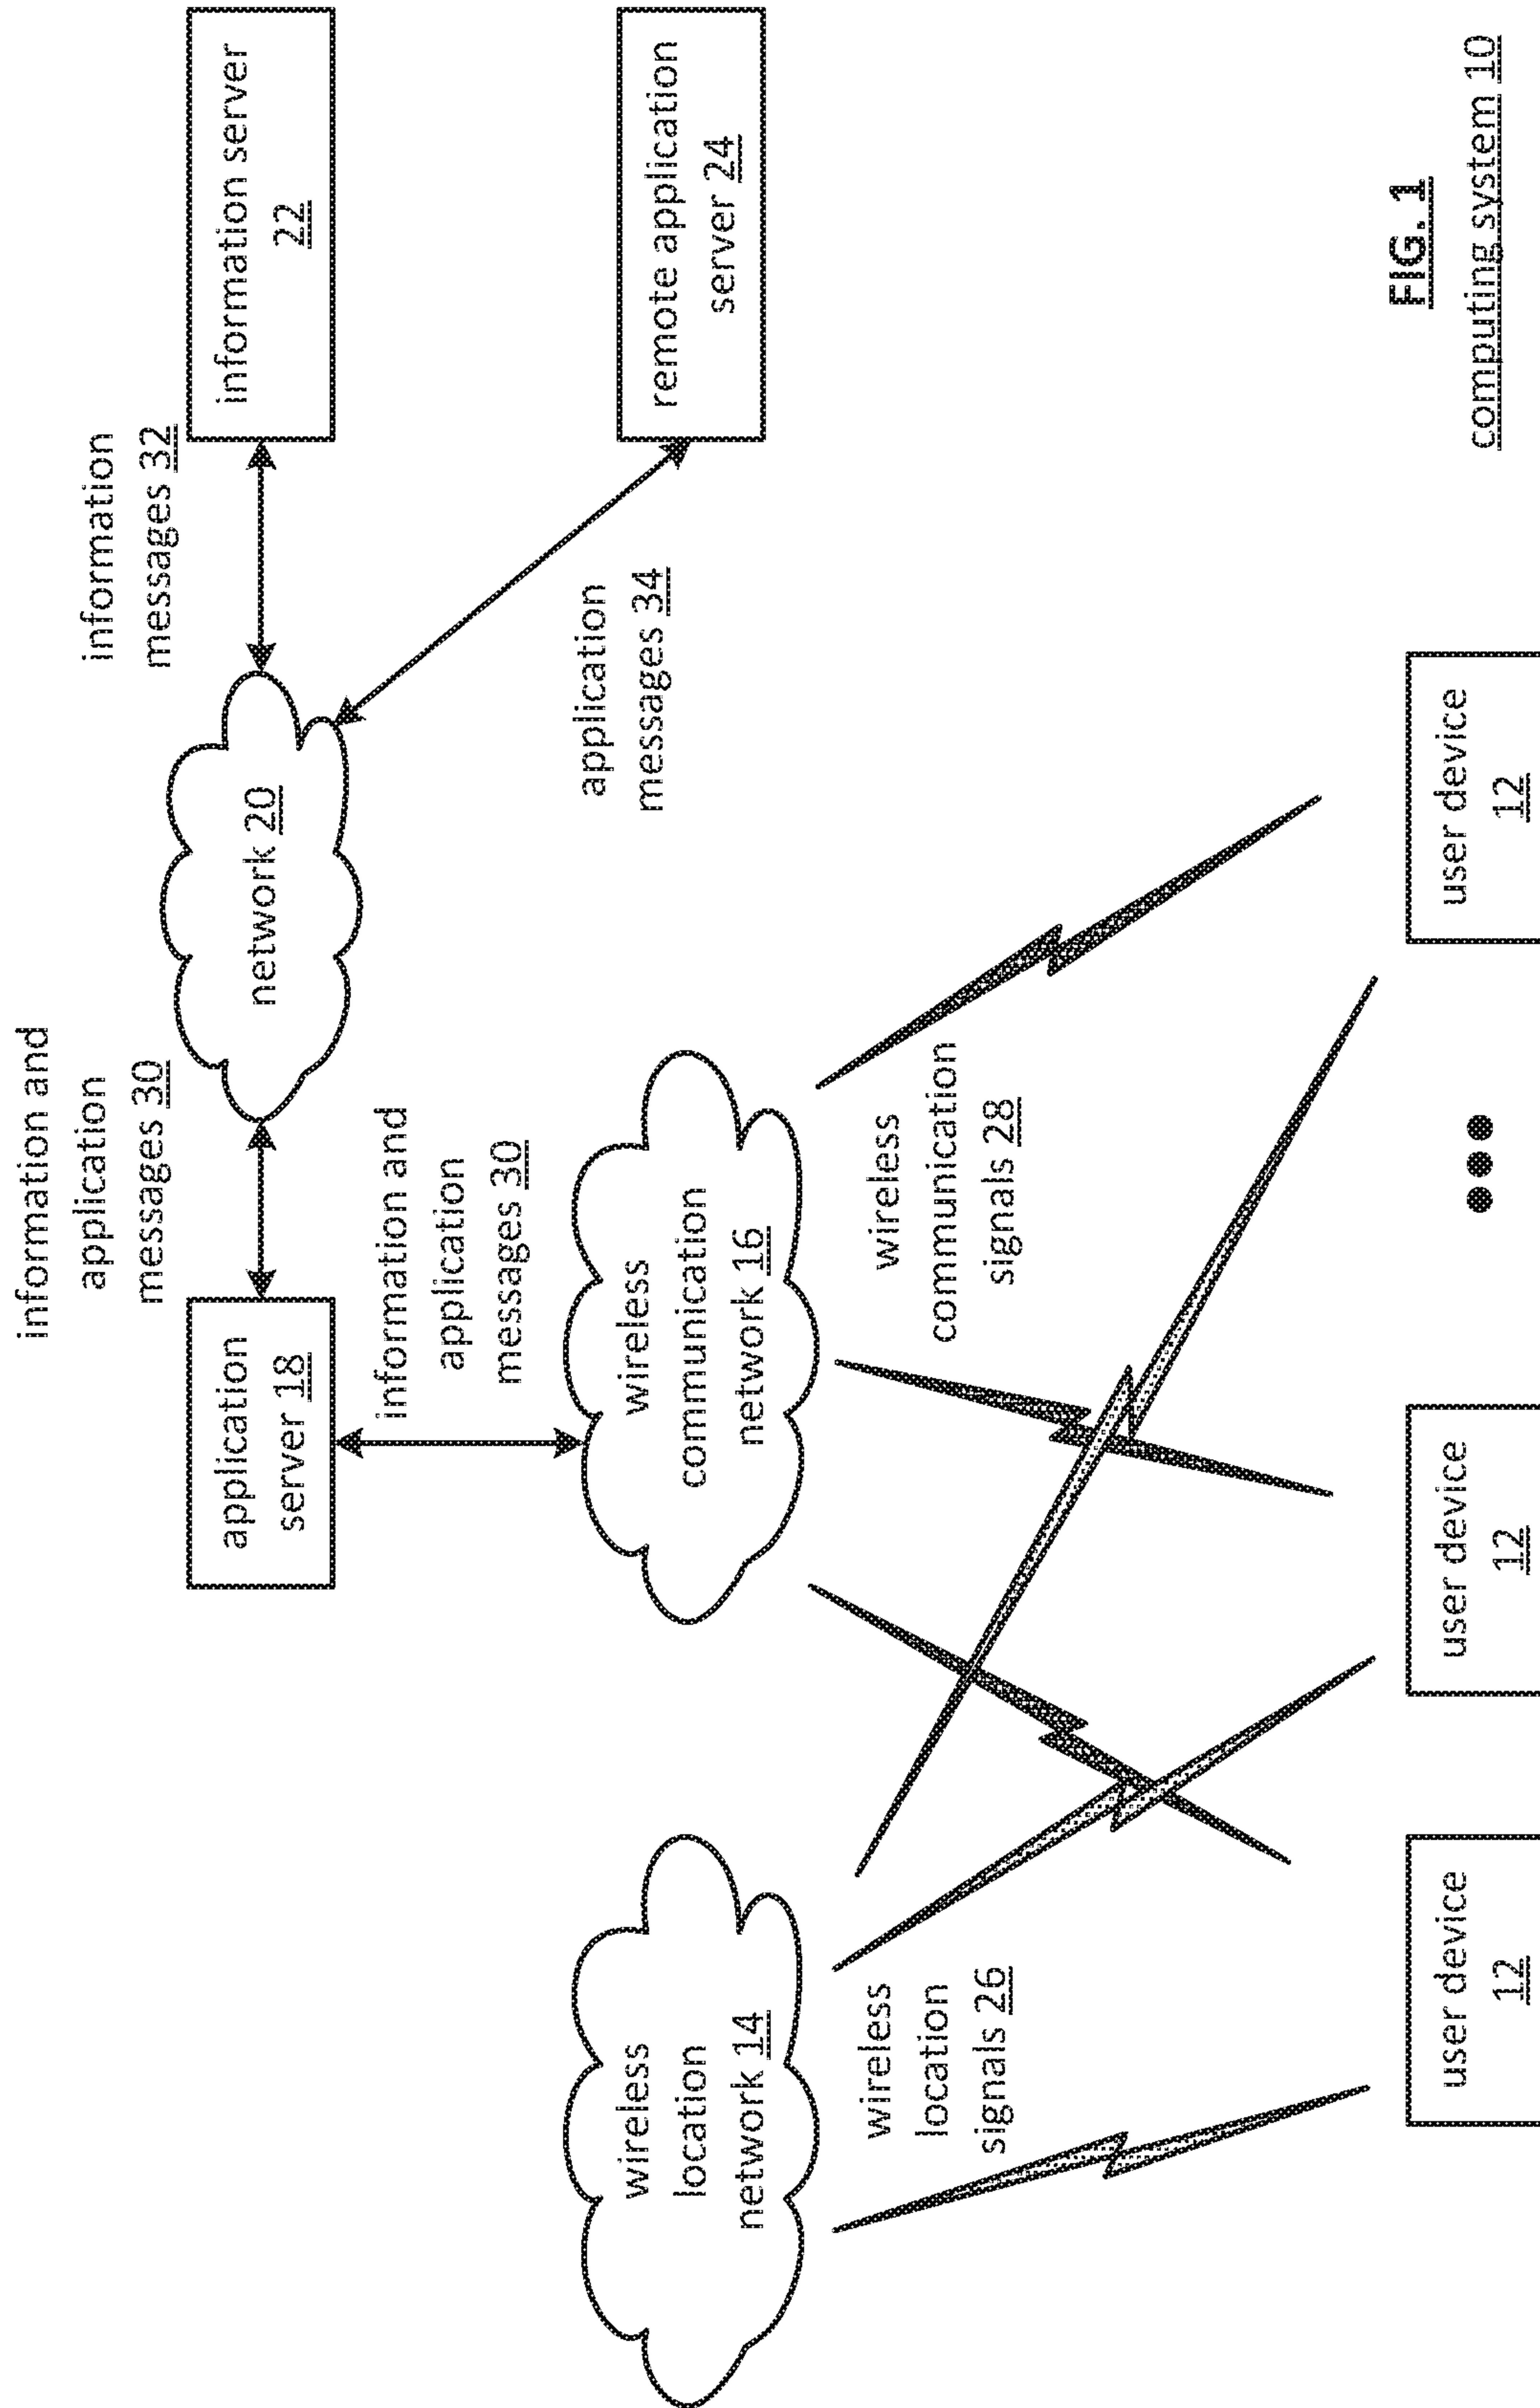 information and
application
messages 30
information
messages 32
application
server 18
network 20
information server
22
information and
application
messages 30
application
messages 34
remote application
server 24
wireless
location
network 14
wireless
communication
network 16
wireless
location
signals 26
wireless
communication
signals 28
user device
12
user device
12
user device
12
FIG. 1
computing system 10